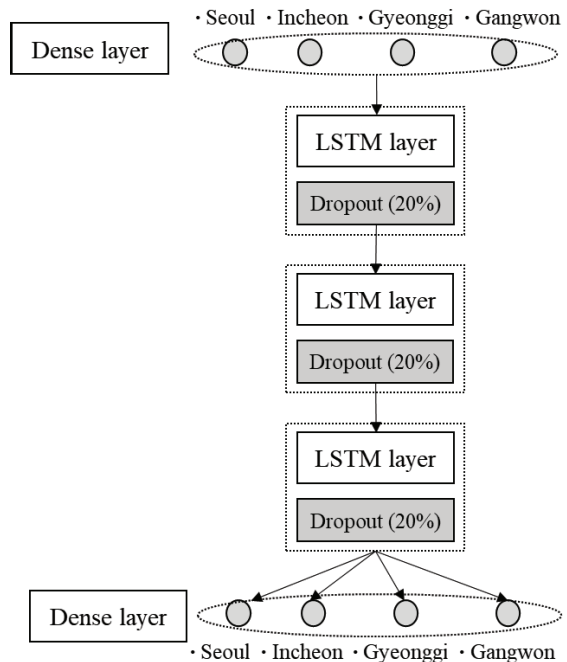 · Seoul · Incheon · Gyeonggi · Gangwon
Dense layer
LSTM layer
Dropout (20%)
LSTM layer
Dropout (20%)
LSTM layer
Dropout (20%)
Dense layer
· Seoul · Incheon · Gyeonggi · Gangwon